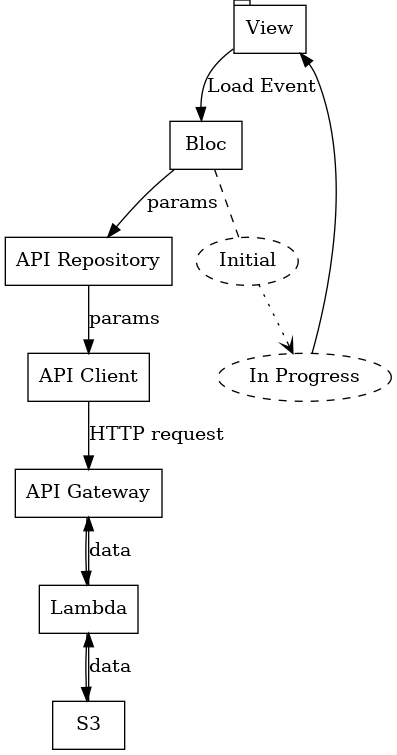 View
Load Event
Bloc
params
API Repository
Initial
params
API Client
In Progress
HTTP request
API Gateway
data
Lambda
data
S3